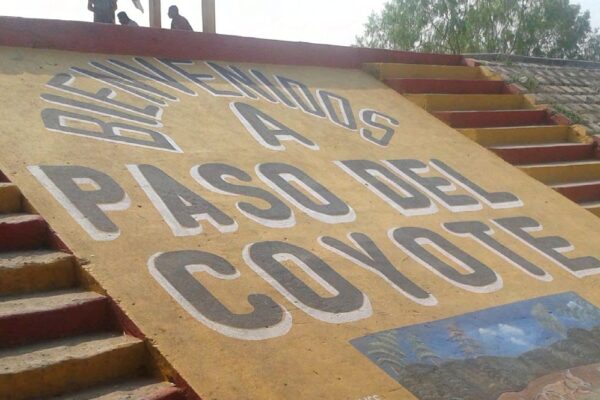 BIENVENIDOS
A
PASO DEL
COYOTE